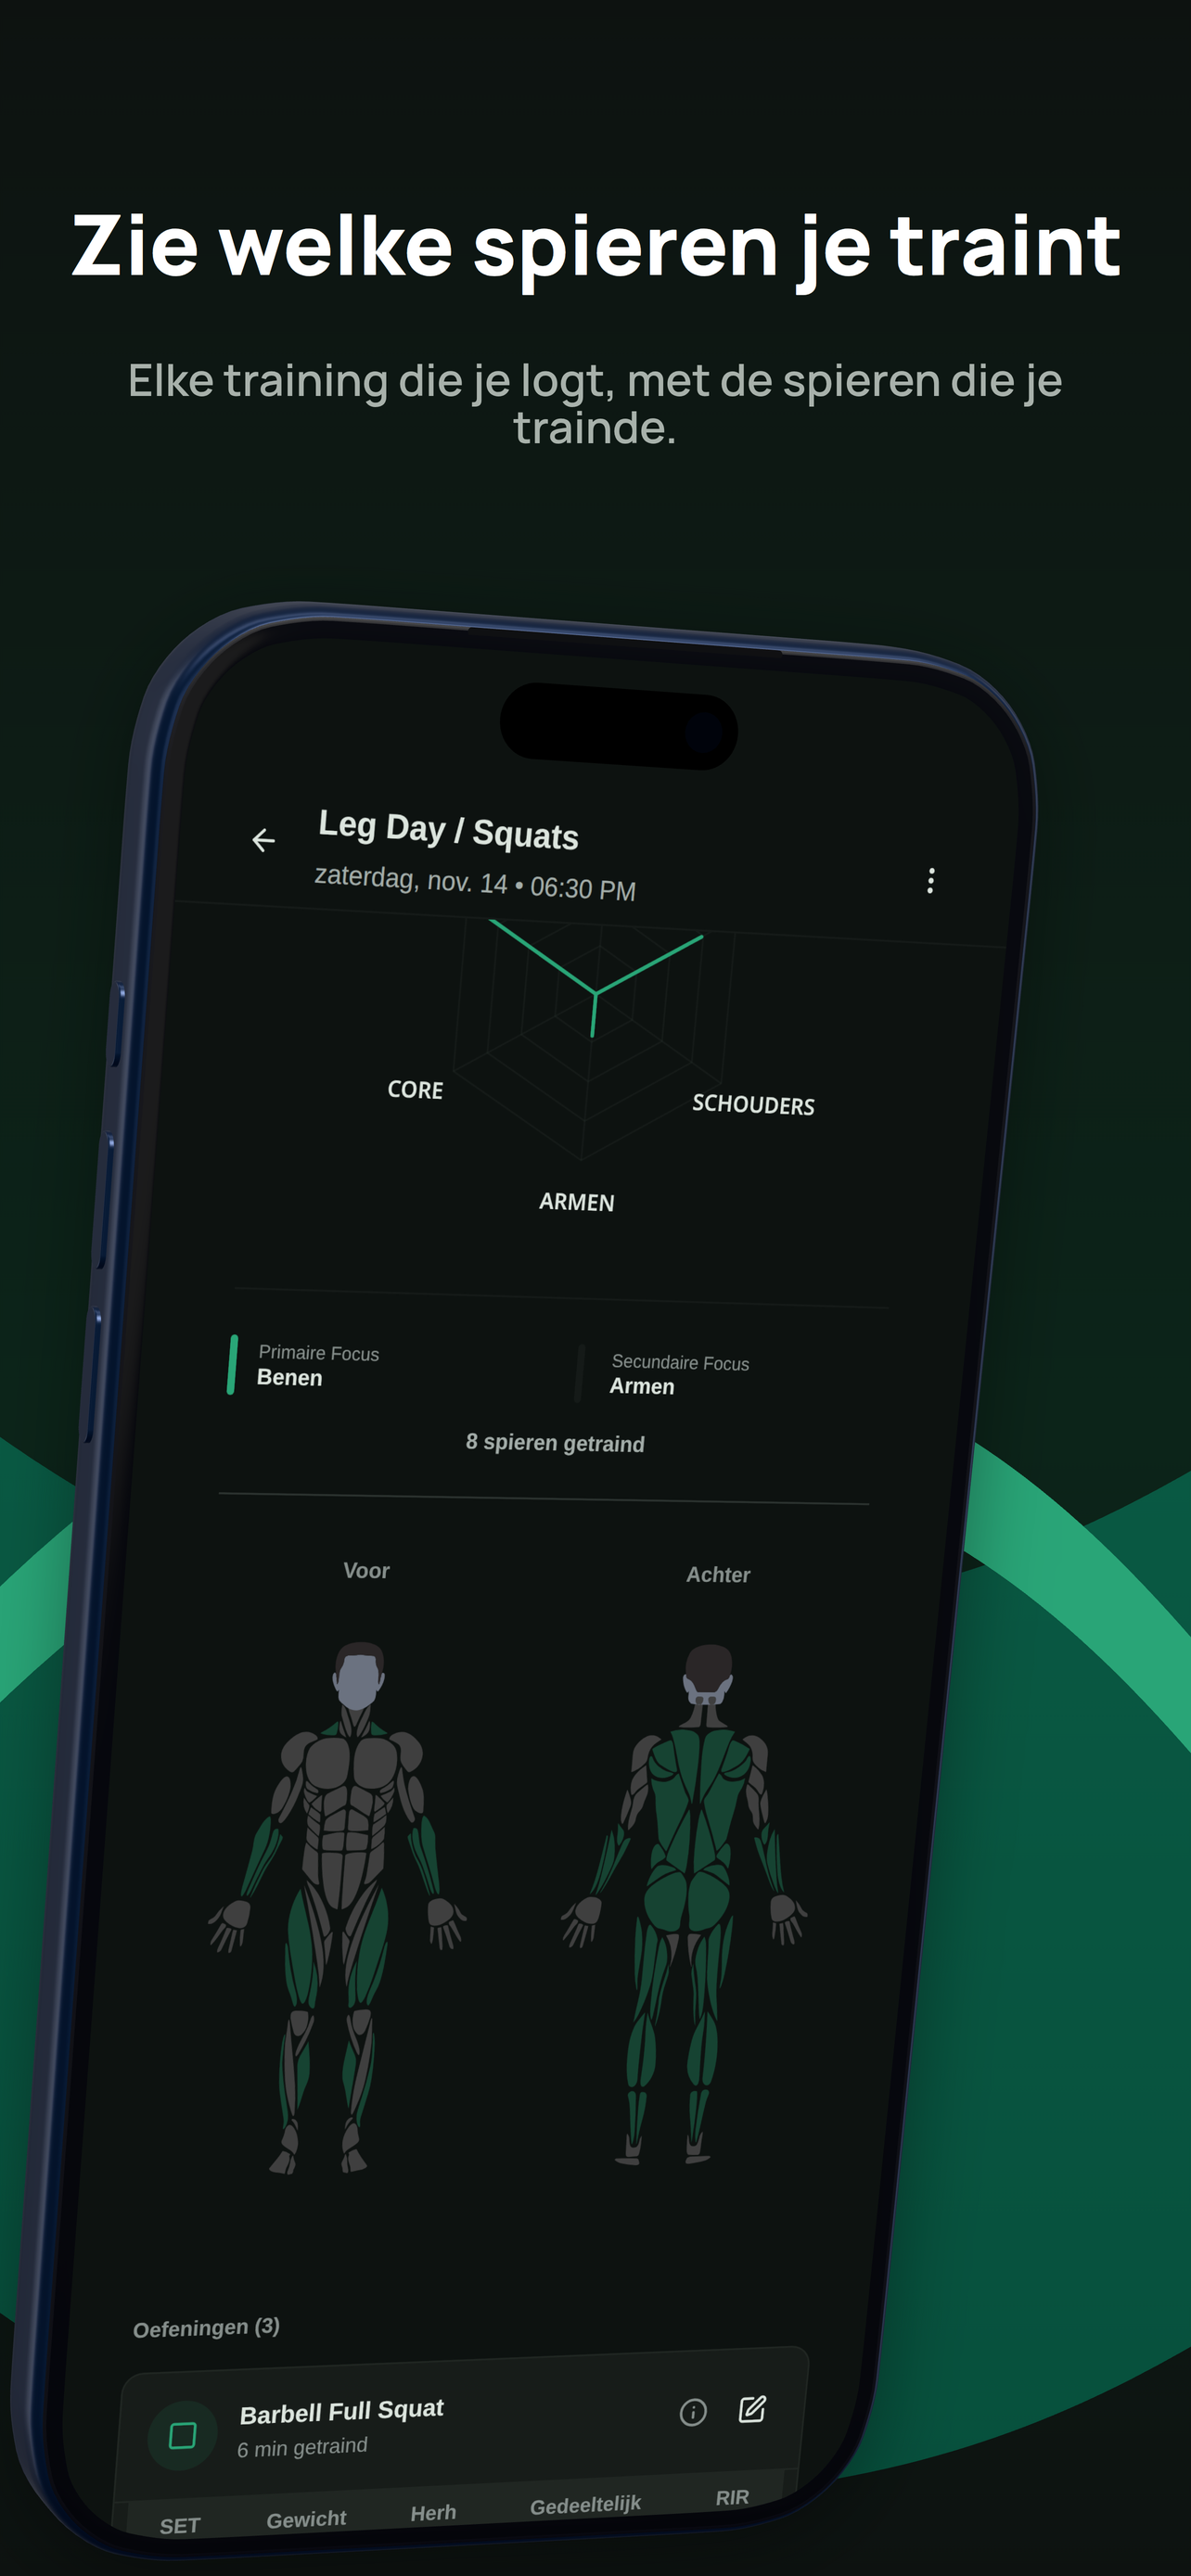 Zie welke spieren je traint
Elke training die je logt, met de spieren die je
trainde.
Leg Day / Squats
zaterdag, nov. 14 • 06:30 PM
CORE
SCHOUDERS
ARMEN
Primaire Focus
Benen
Secundaire Focus
Armen
8 spieren getraind
Voor
Achter
Oefeningen (3)
Barbell Full Squat
6 min getraind
SET Gewicht Herh Gedeeltelijk RIR